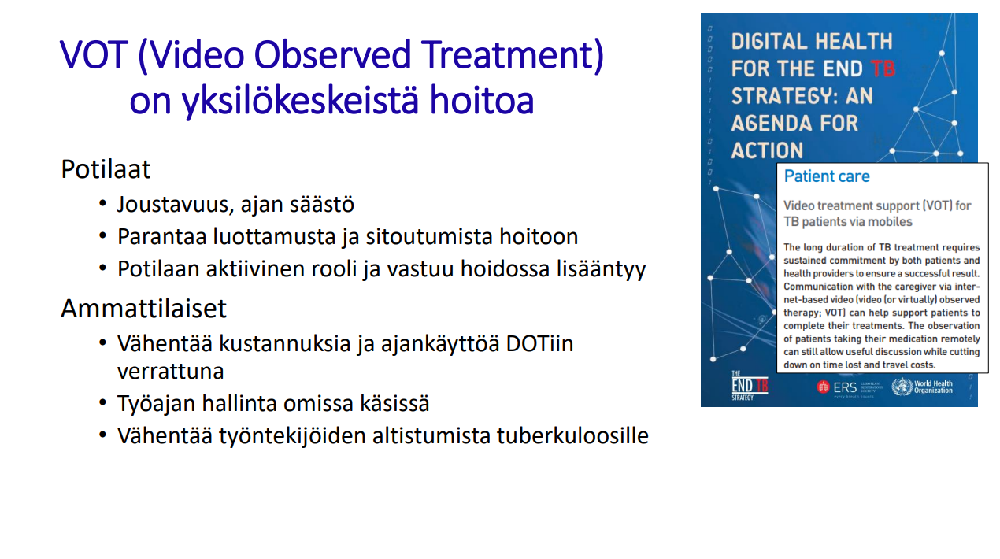 VOT (Video Observed Treatment)
on yksilökeskeistä hoitoa
Potilaat
• Joustavuus, ajan säästö
• Parantaa luottamusta ja sitoutumista hoitoon
• Potilaan aktiivinen rooli ja vastuu hoidossa lisääntyy
Ammattilaiset
• Vähentää kustannuksia ja ajankäyttöä DOTiin
verrattuna
• Työajan hallinta omissa käsissä
• Vähentää työntekijöiden altistumista tuberkuloosille
DIGITAL HEALTH
FOR THE END TB
STRATEGY: AN
AGENDA FOR
ACTION
Patient care
Video treatment support (VOT) for
TB patients via mobiles
The long duration of TB treatment requires
sustained commitment by both patients and
health providers to ensure a successful result.
Communication with the caregiver via inter-
net-based video (video (or virtually) observed
therapy; VOT) can help support patients to
complete their treatments. The observation
of patients taking their medication remotely
can still allow useful discussion while cutting
down on time lost and travel costs.
THE
END TB
STRATEGY
ERS
EUROPEAN
RESPIRATORY
SOCIETY
every breath counts
World Health
Organization